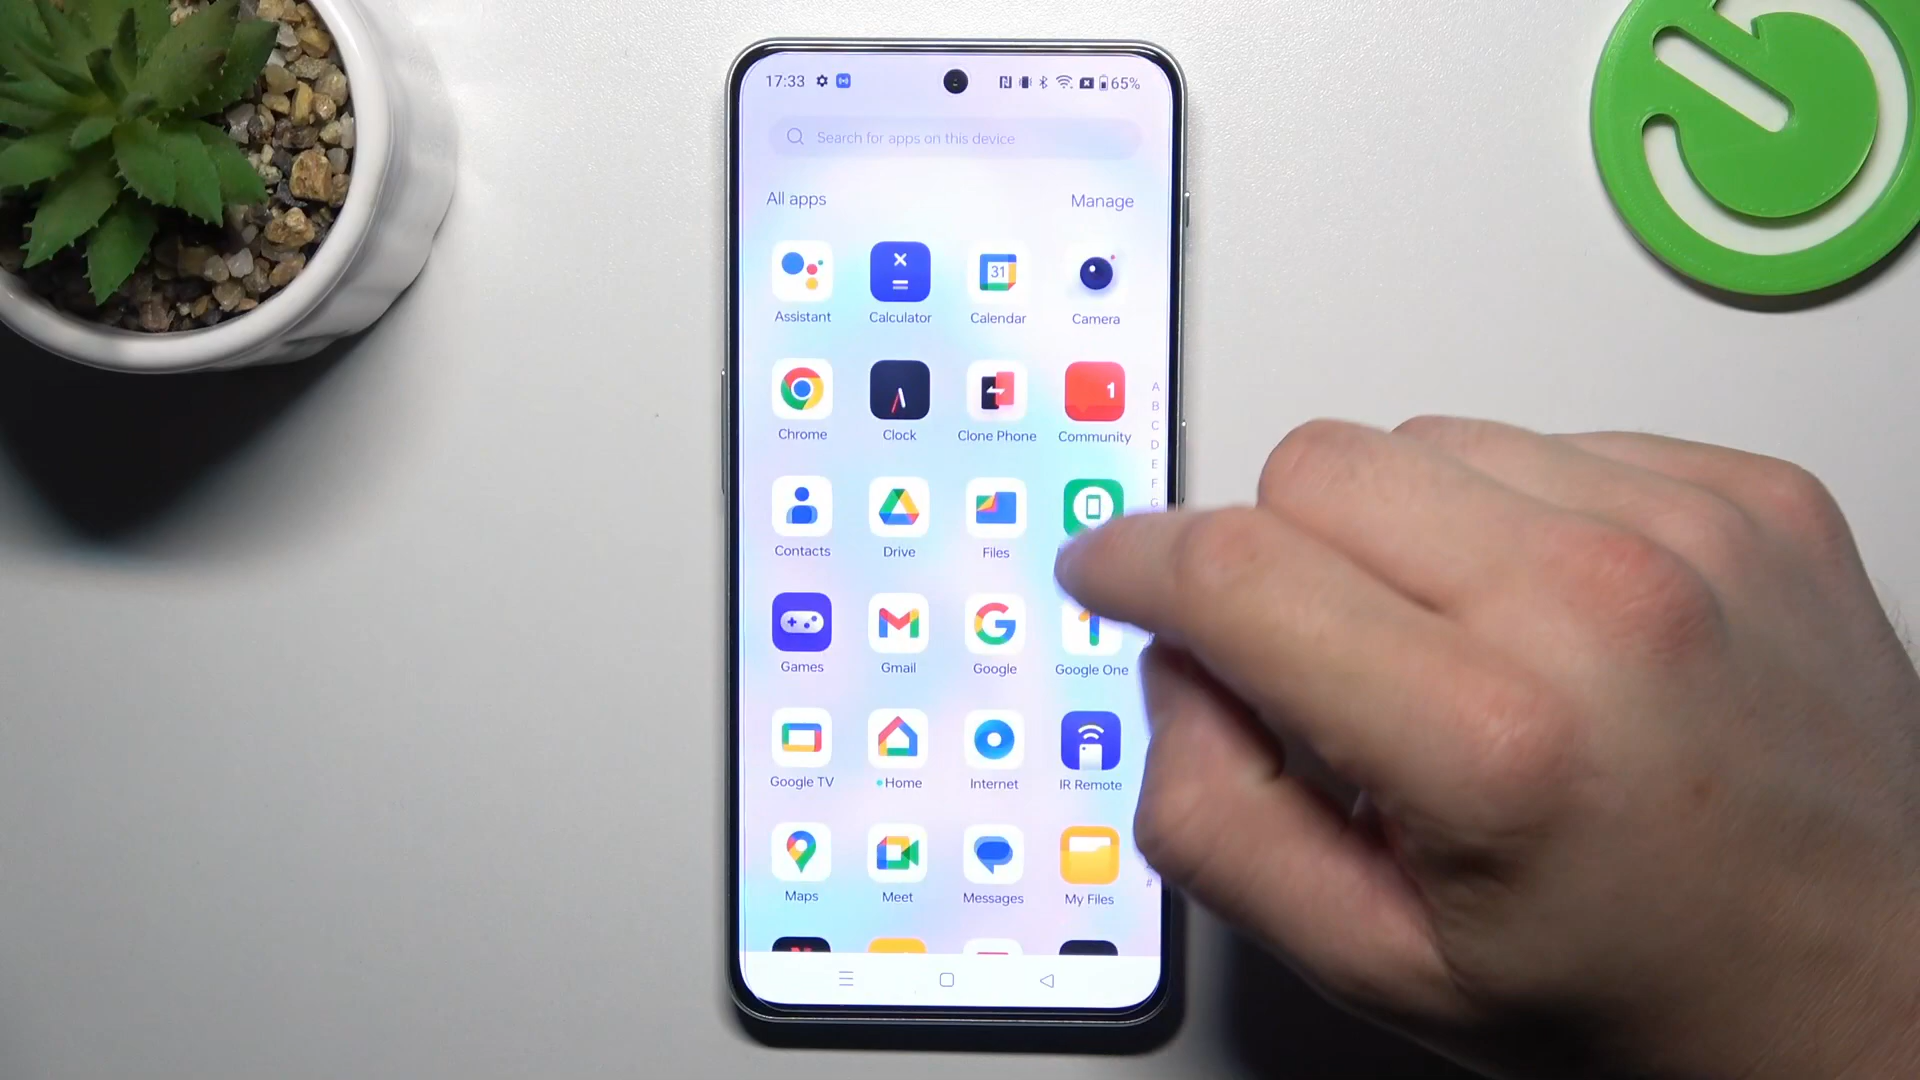 17:33 65%
Search for apps on this device
All apps Manage
31
Assistant Calculator Calendar Camera
1
Chrome Clock Clone Phone Community
A
B
C
D
E
F
G
Contacts Drive Files
Games Gmail Google Google One
Google TV Home Internet IR Remote
Maps Meet Messages My Files
#